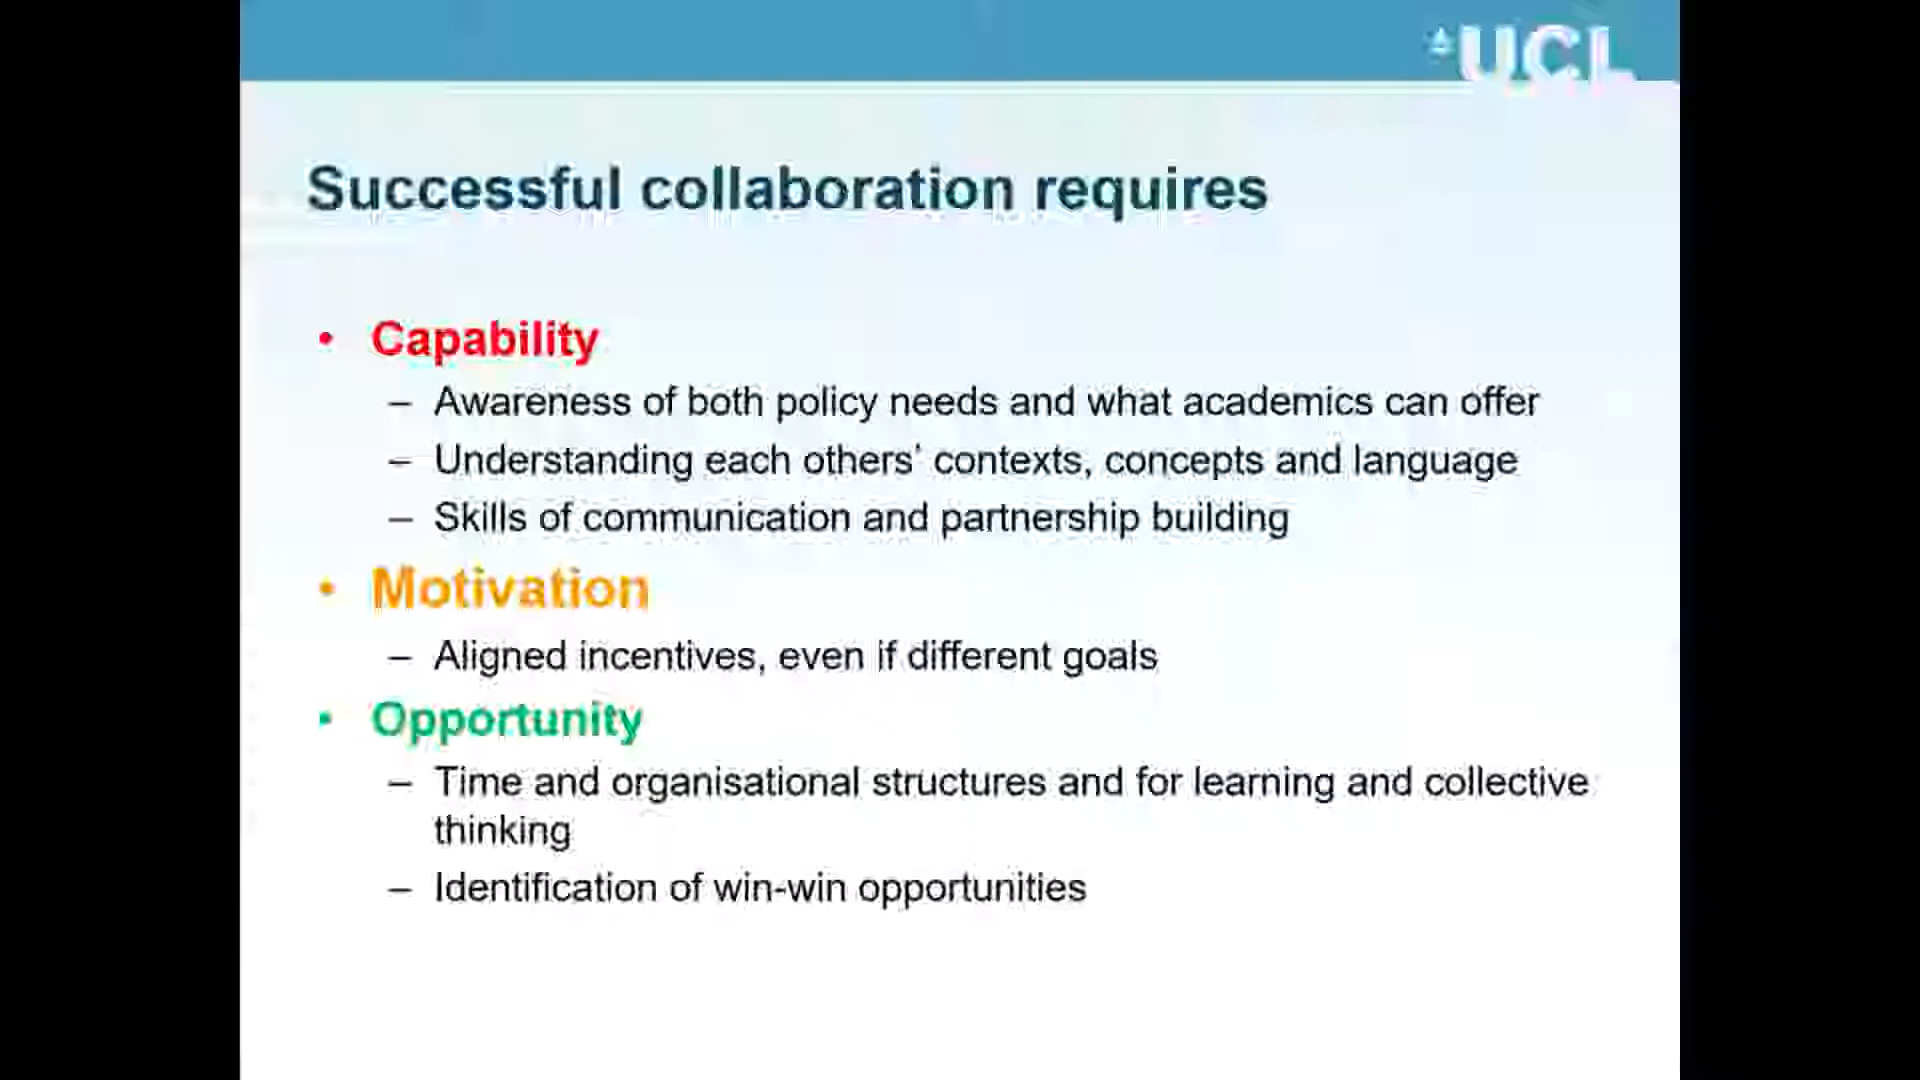 UCL
Successful collaboration requires
• Capability
– Awareness of both policy needs and what academics can offer
– Understanding each others' contexts, concepts and language
– Skills of communication and partnership building
• Motivation
– Aligned incentives, even if different goals
• Opportunity
– Time and organisational structures and for learning and collective
thinking
– Identification of win-win opportunities